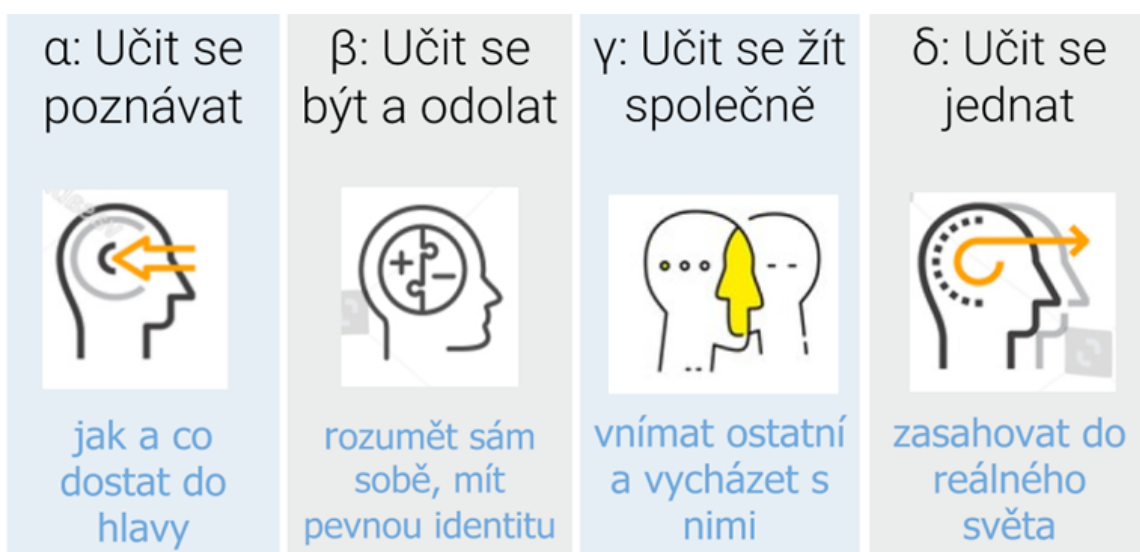 α: Učit se
poznávat
jak a co
dostat do
hlavy
β: Učit se
být a odolat
rozumět sám
sobě, mít
pevnou identitu
γ: Učit se žít
společně
vnímat ostatní
a vycházet s
nimi
δ: Učit se
jednat
zasahovat do
reálného
světa